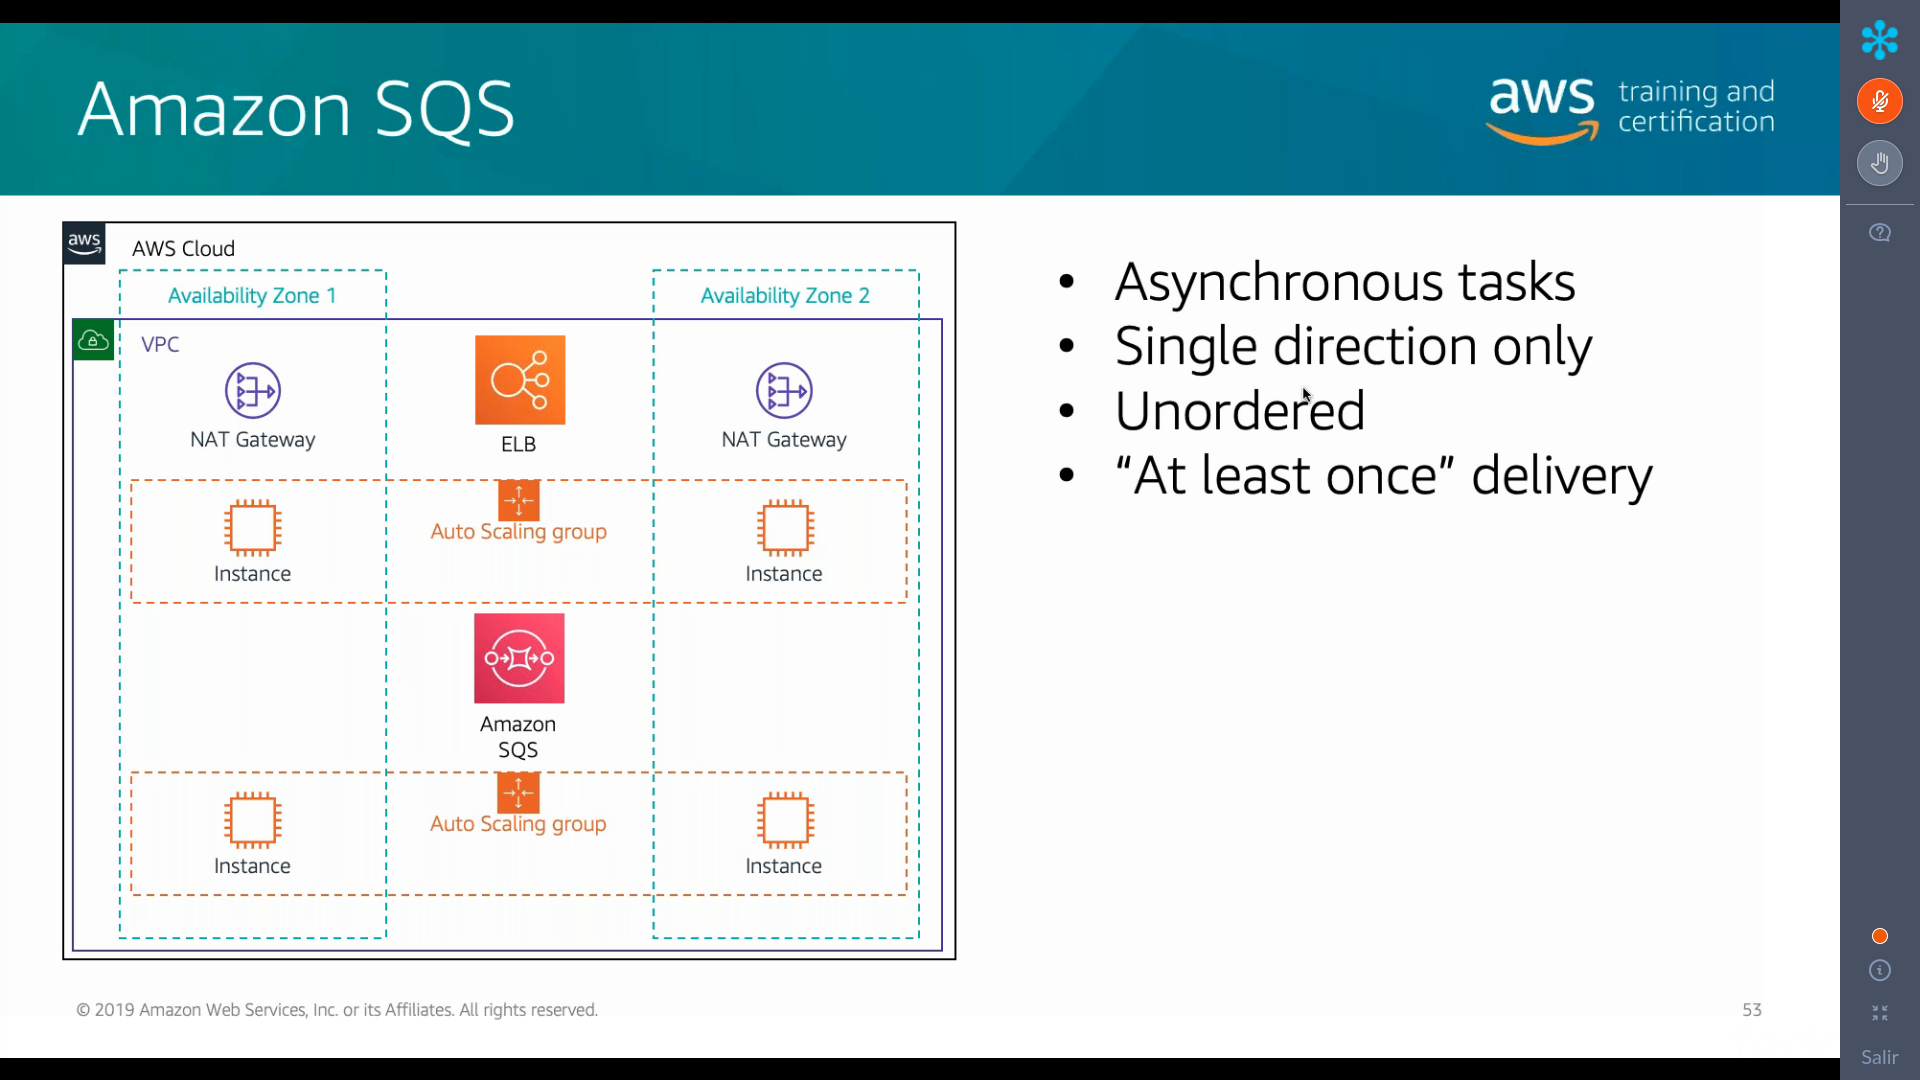 Amazon SQS
aws training and
certification
aws
AWS Cloud
Availability Zone 1
Availability Zone 2
VPC
NAT Gateway
ELB
NAT Gateway
Auto Scaling group
Instance
Instance
Amazon
SQS
Auto Scaling group
Instance
Instance
• Asynchronous tasks
• Single direction only
• Unordered
• “At least once” delivery
© 2019 Amazon Web Services, Inc. or its Affiliates. All rights reserved.
53
Salir